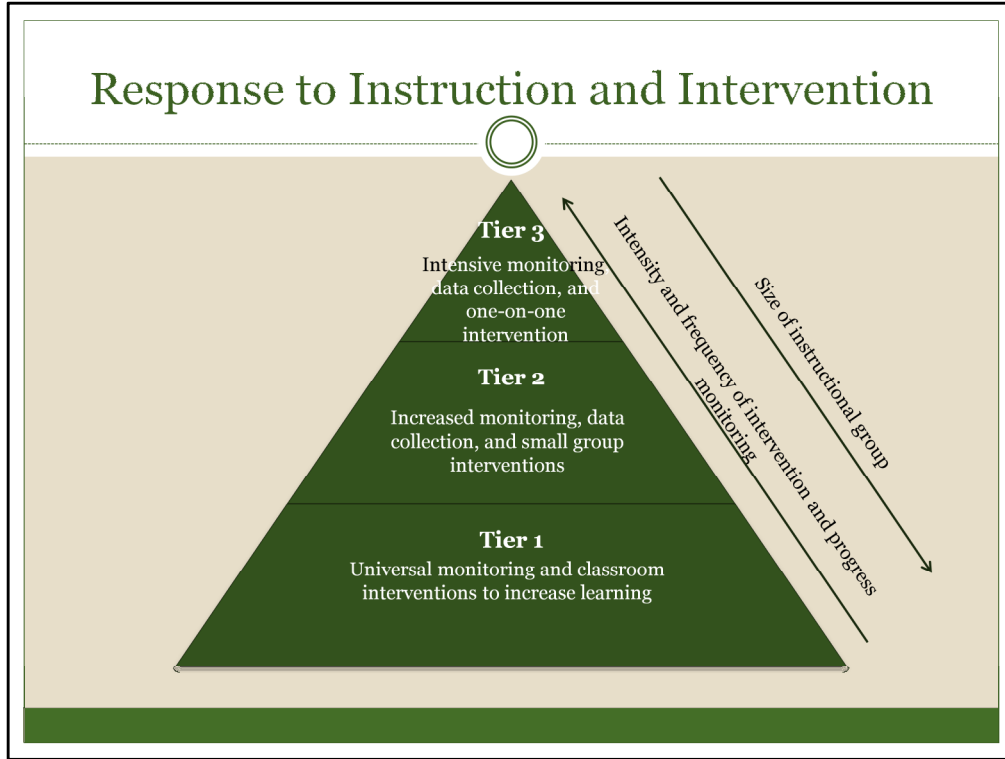 Response to Instruction and Intervention
Tier 3
Intensive monitoring
data collection, and
one-on-one
intervention
Tier 2
Increased monitoring, data
collection, and small group
interventions
Tier 1
Universal monitoring and classroom
interventions to increase learning
Intensity and frequency of intervention and progress
monitoring
Size of instructional group